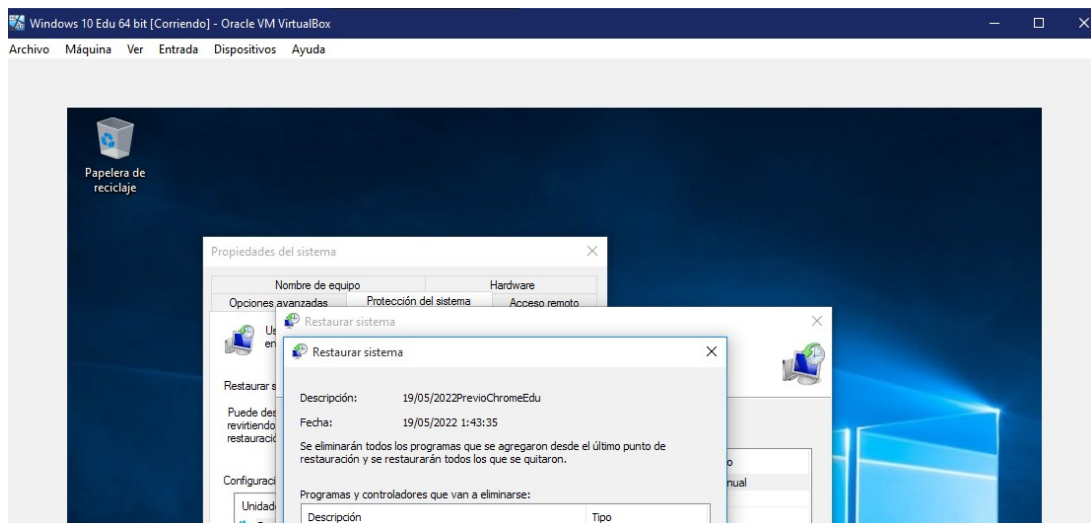 Windows 10 Edu 64 bit [Corriendo] - Oracle VM VirtualBox
Archivo Máquina Ver Entrada Dispositivos Ayuda
Papelera de
reciclaje
Propiedades del sistema
Nombre de equipo Hardware
Opciones avanzadas Protección del sistema Acceso remoto
Restaurar sistema
Restaurar sistema
Restaurar s
Descripción: 19/05/2022PrevioChromeEdu
Puede des
revirtiendo
restauració
Fecha: 19/05/2022 1:43:35
Se eliminarán todos los programas que se agregaron desde el último punto de
restauración y se restaurarán todos los que se quitaron.
Configuraci
nual
Programas y controladores que van a eliminarse:
Unidad
Descripción Tipo